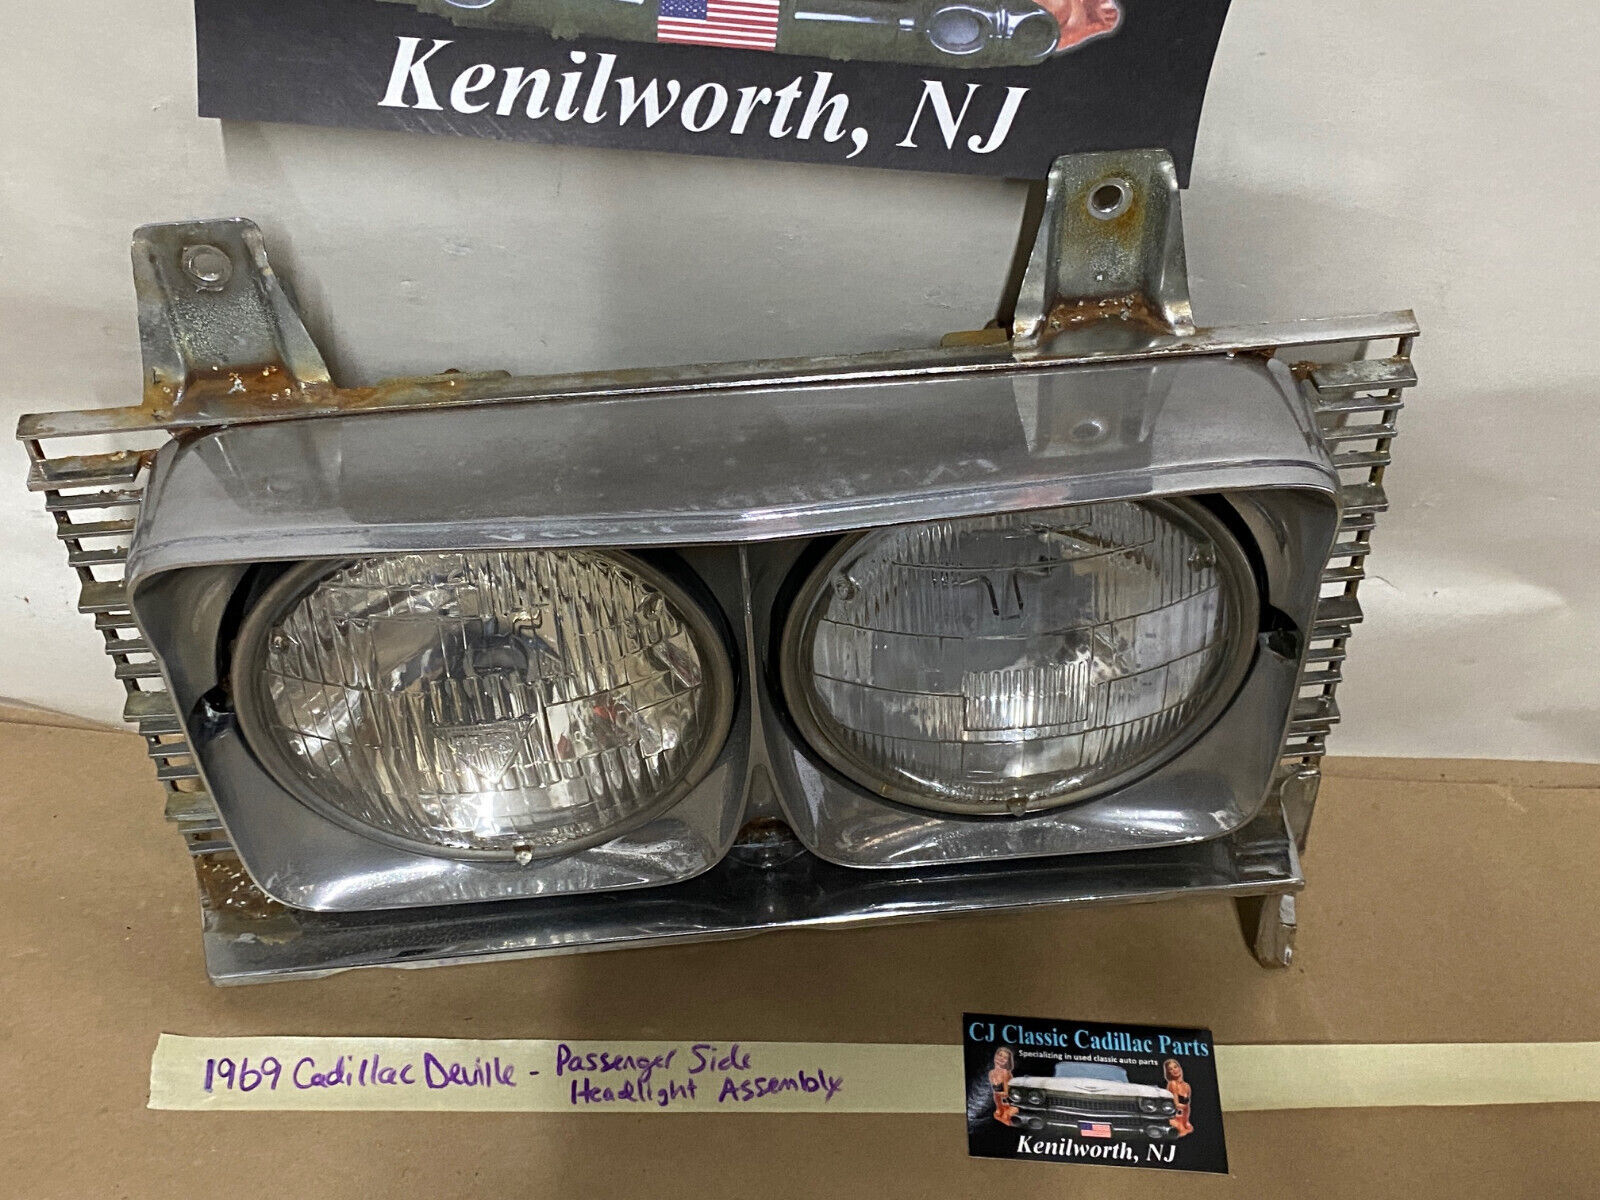 Kenilworth, NJ
1969 Cadillac Deville - Passenger Side
Headlight Assembly
CJ Classic Cadillac Parts
Specializing in used classic auto parts
Kenilworth, NJ